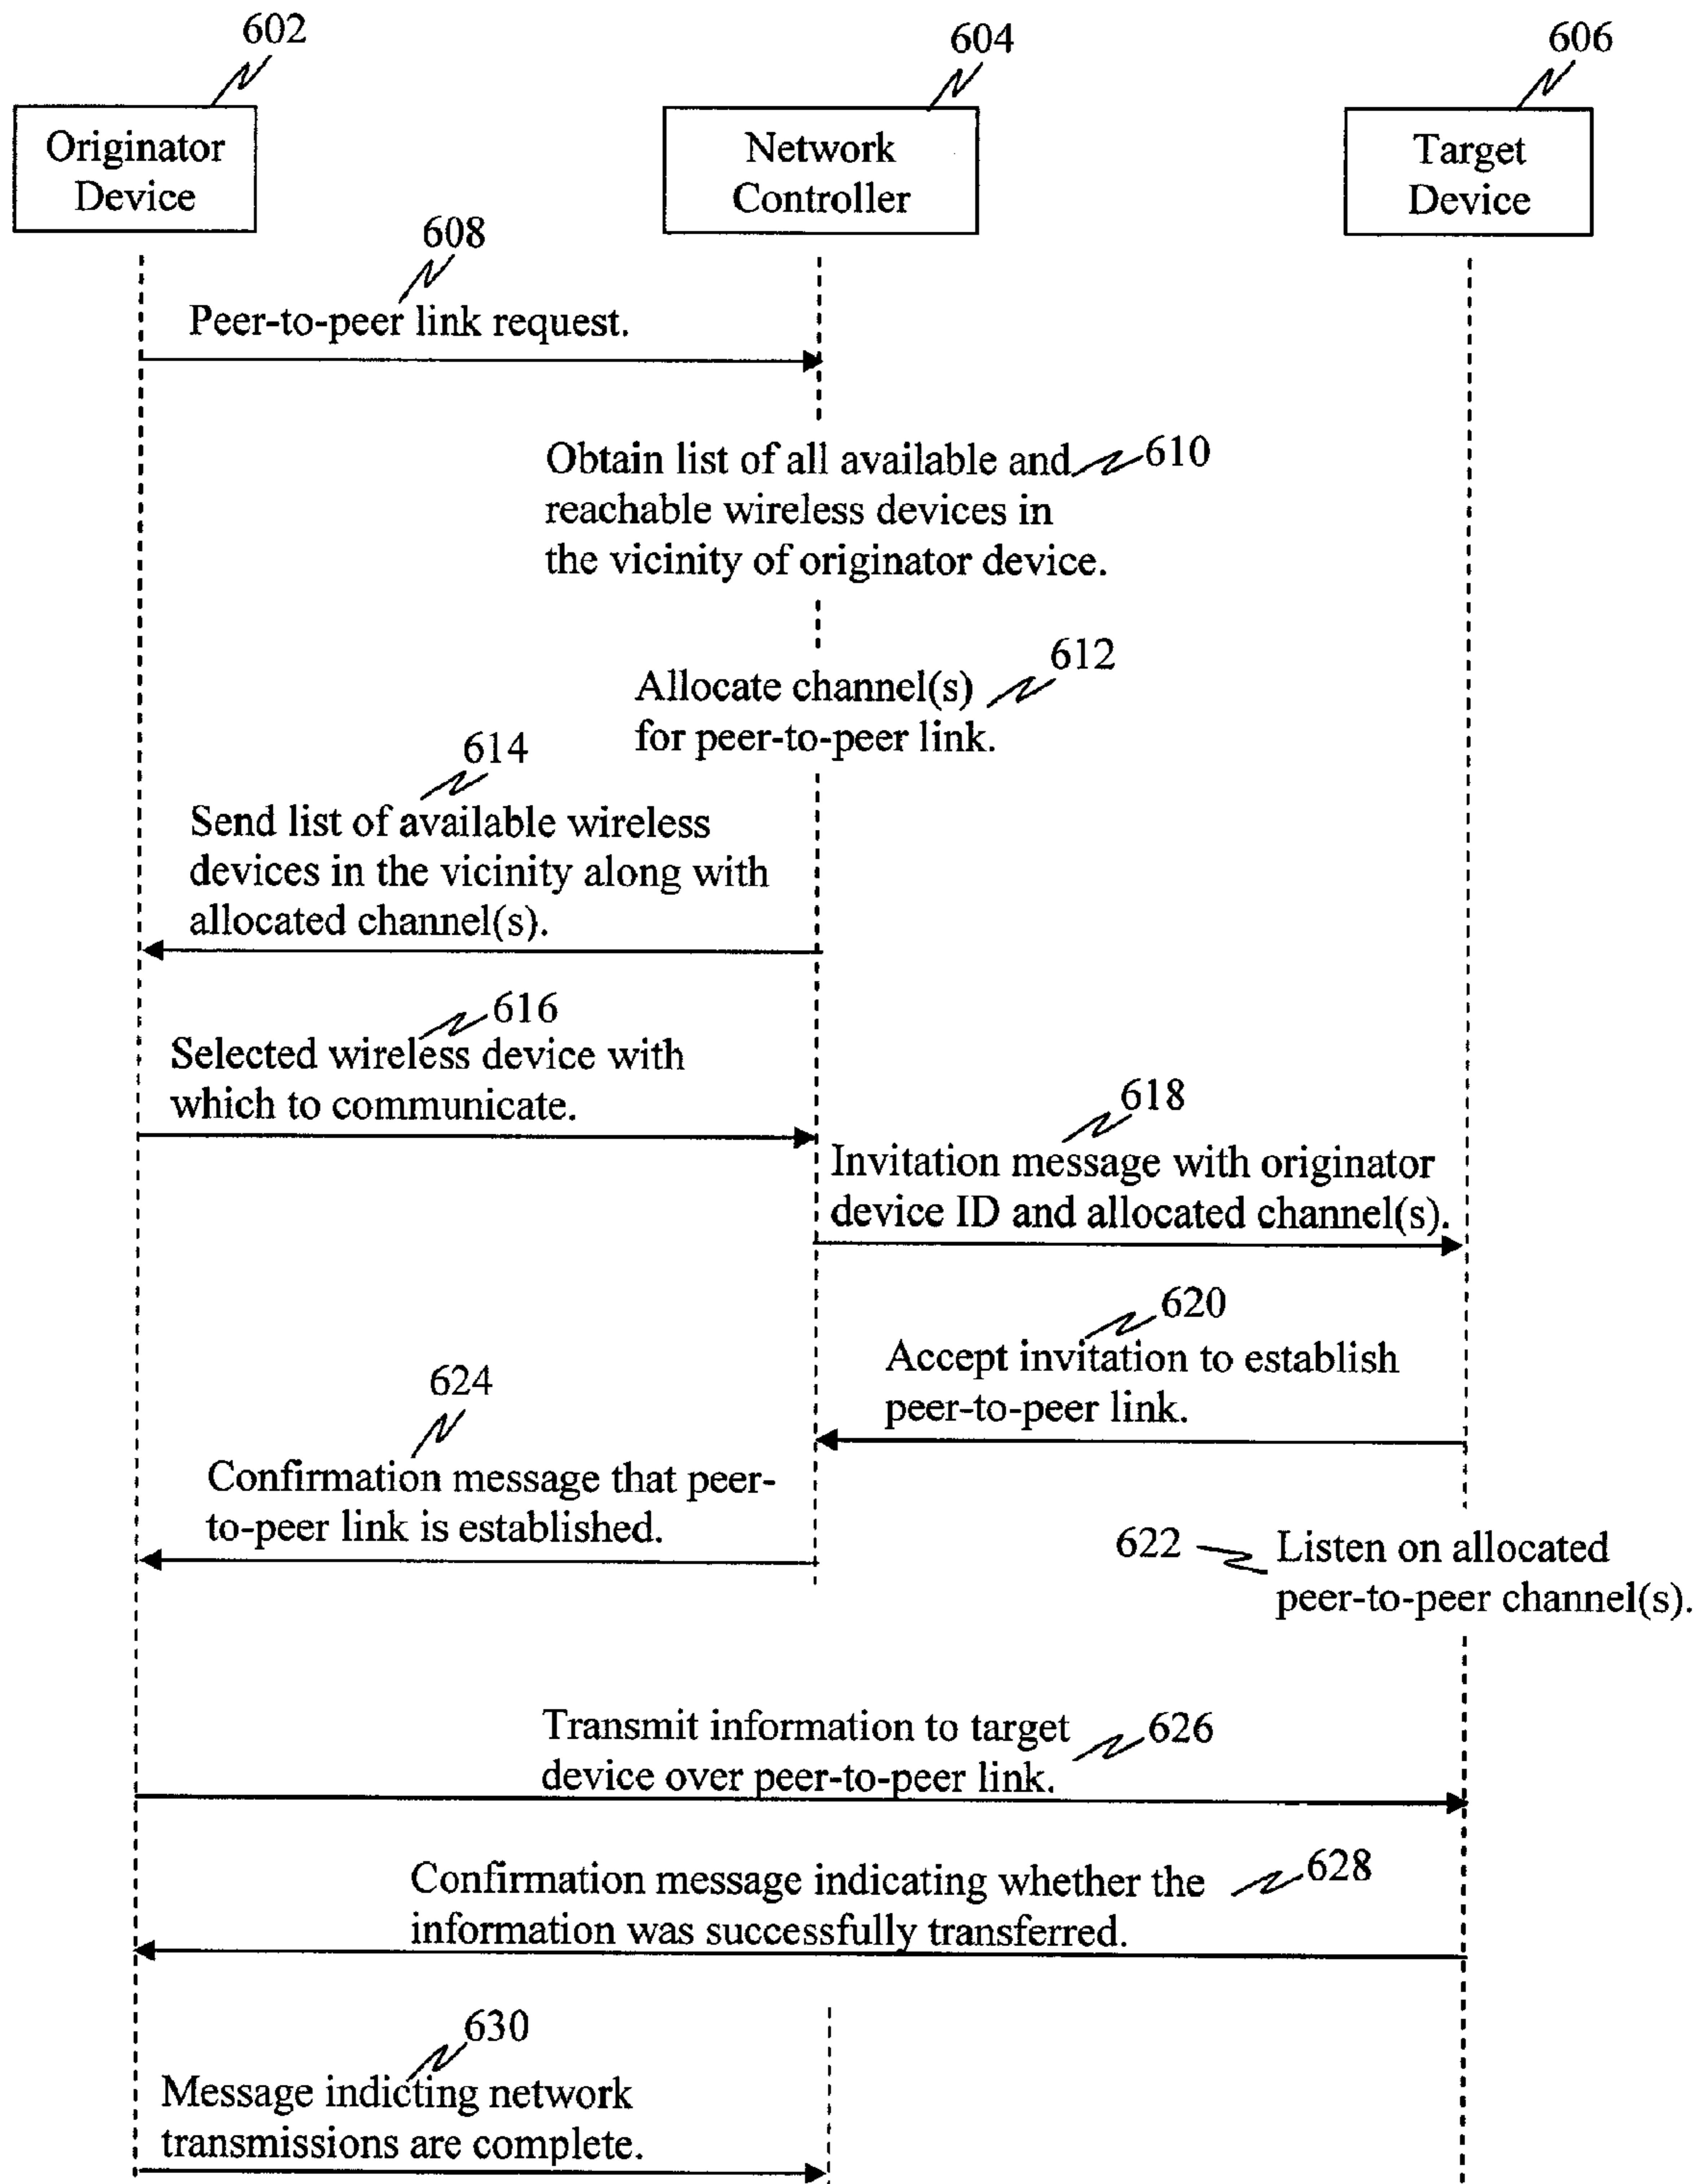 602
604
606
Originator
Device
Network
Controller
Target
Device
608
Peer-to-peer link request.
Obtain list of all available and 610
reachable wireless devices in
the vicinity of originator device.
612
Allocate channel(s)
for peer-to-peer link.
614
Send list of available wireless
devices in the vicinity along with
allocated channel(s).
616
Selected wireless device with
which to communicate.
618
Invitation message with originator
device ID and allocated channel(s).
620
Accept invitation to establish
peer-to-peer link.
624
Confirmation message that peer-
to-peer link is established.
622 Listen on allocated
peer-to-peer channel(s).
Transmit information to target 626
device over peer-to-peer link.
Confirmation message indicating whether the 628
information was successfully transferred.
630
Message indicting network
transmissions are complete.